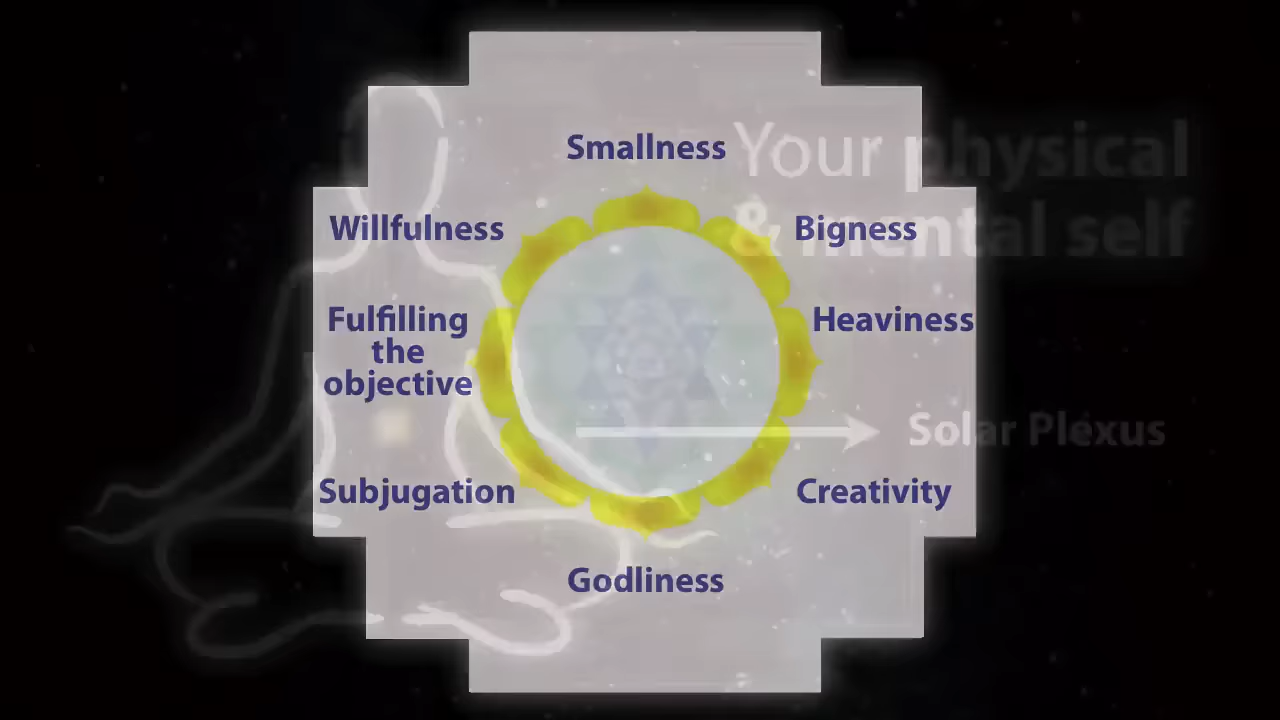 Smallness
Your physical
& mental self
Willfulness
Bigness
Fulfilling
the
objective
Heaviness
Solar Plexus
Subjugation
Creativity
Godliness